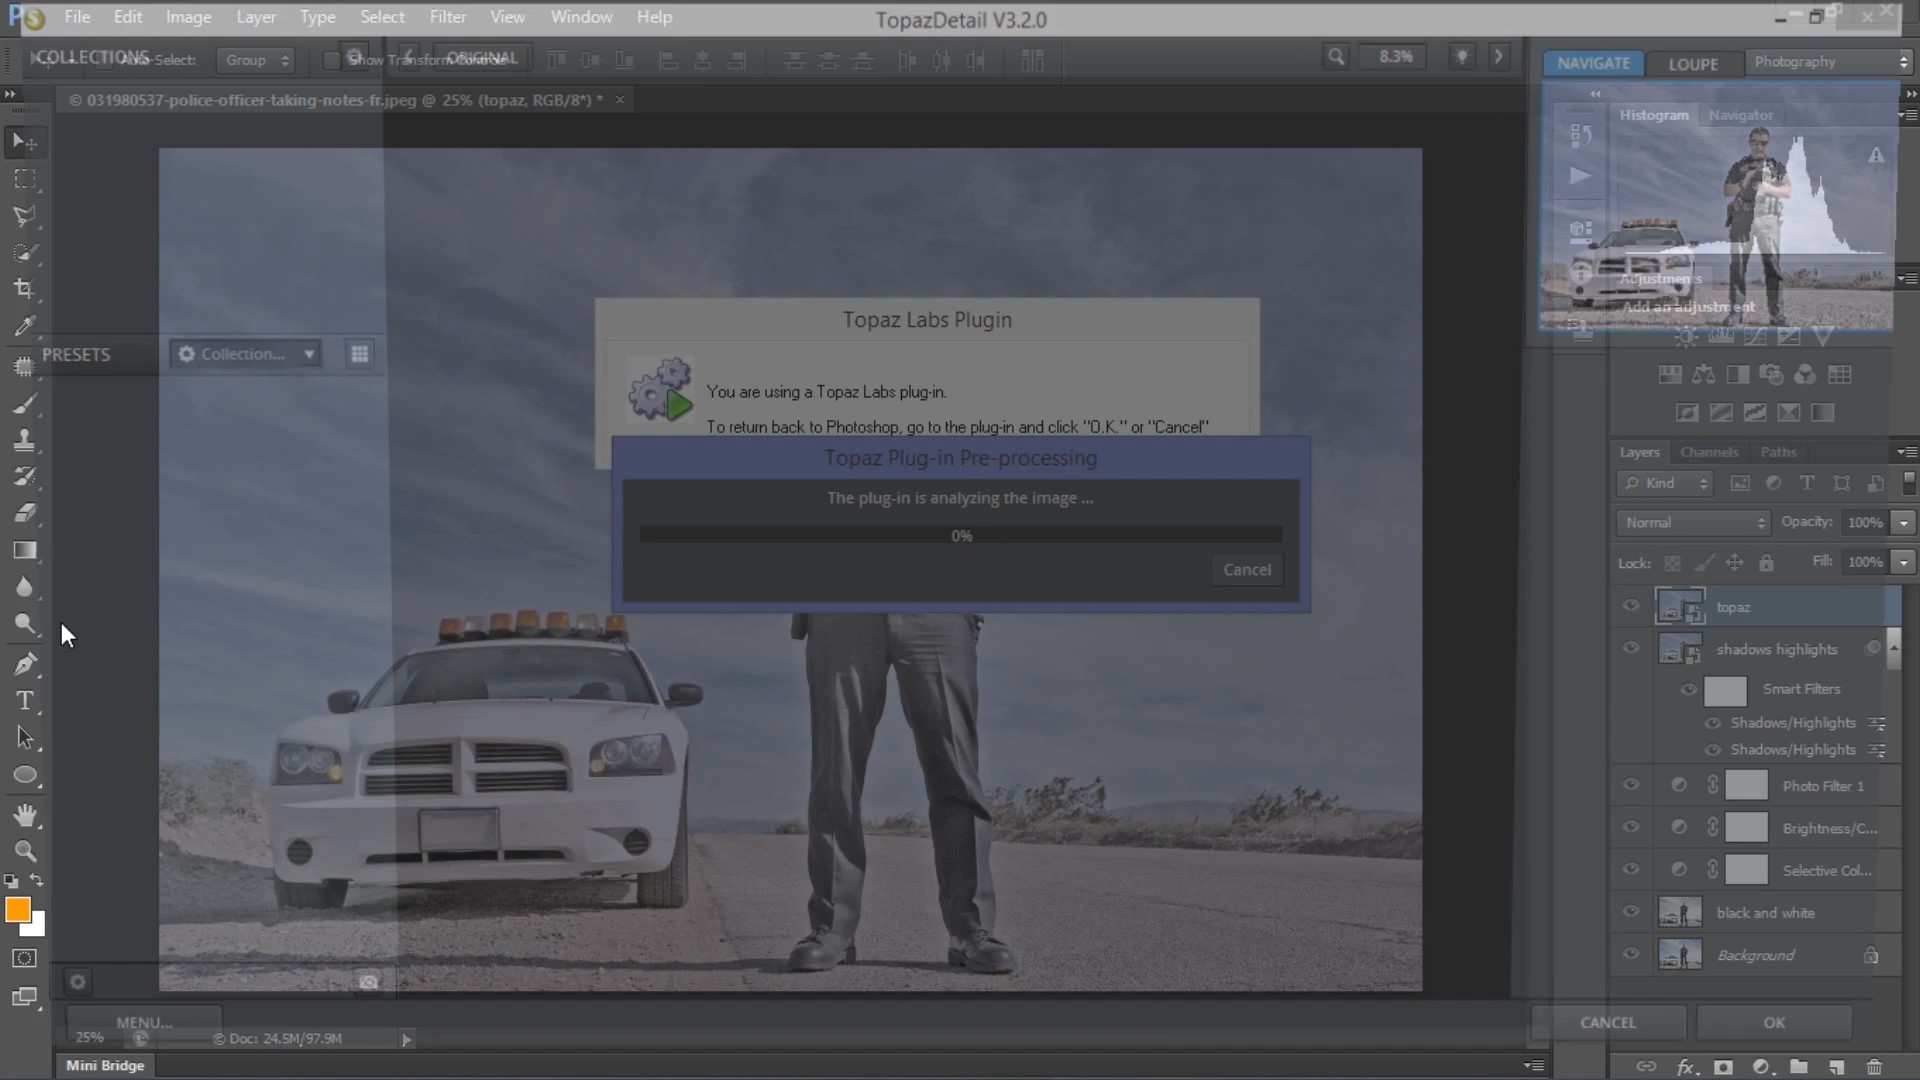 File Edit Image Layer Type Select Filter View Window Help
TopazDetail V3.2.0
COLLECTIONS
Auto-Select: Group Show Transform Controls
ORIGINAL
8.3%
NAVIGATE LOUPE Photography
© 031980537-police-officer-taking-notes-fr.jpeg @ 25% (topaz, RGB/8*) * ×
Histogram Navigator
Adjustments
Add an adjustment
PRESETS Collection...
Topaz Labs Plugin
You are using a Topaz Labs plug-in.
To return back to Photoshop, go to the plug-in and click "O.K." or "Cancel"
Topaz Plug-in Pre-processing
The plug-in is analyzing the image ...
0%
Cancel
Layers Channels Paths
Kind
Normal Opacity: 100%
Lock: Fill: 100%
topaz
shadows highlights
Smart Filters
Shadows/Highlights
Shadows/Highlights
Photo Filter 1
Brightness/C...
Selective Col...
black and white
Background
MENU...
CANCEL OK
25% © Doc: 24.5M/97.9M
Mini Bridge